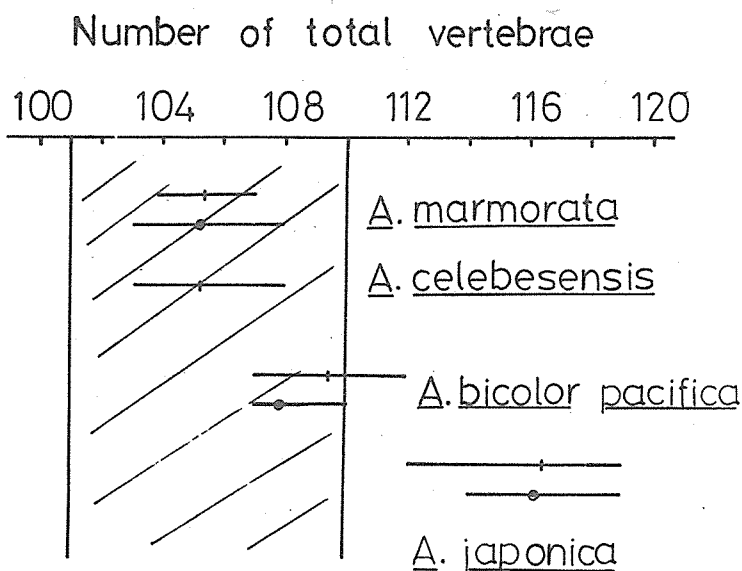 Number of total vertebrae
100 104 108 112 116 120
A. marmorata
A. celebesensis
A. bicolor pacifica
A. japonica